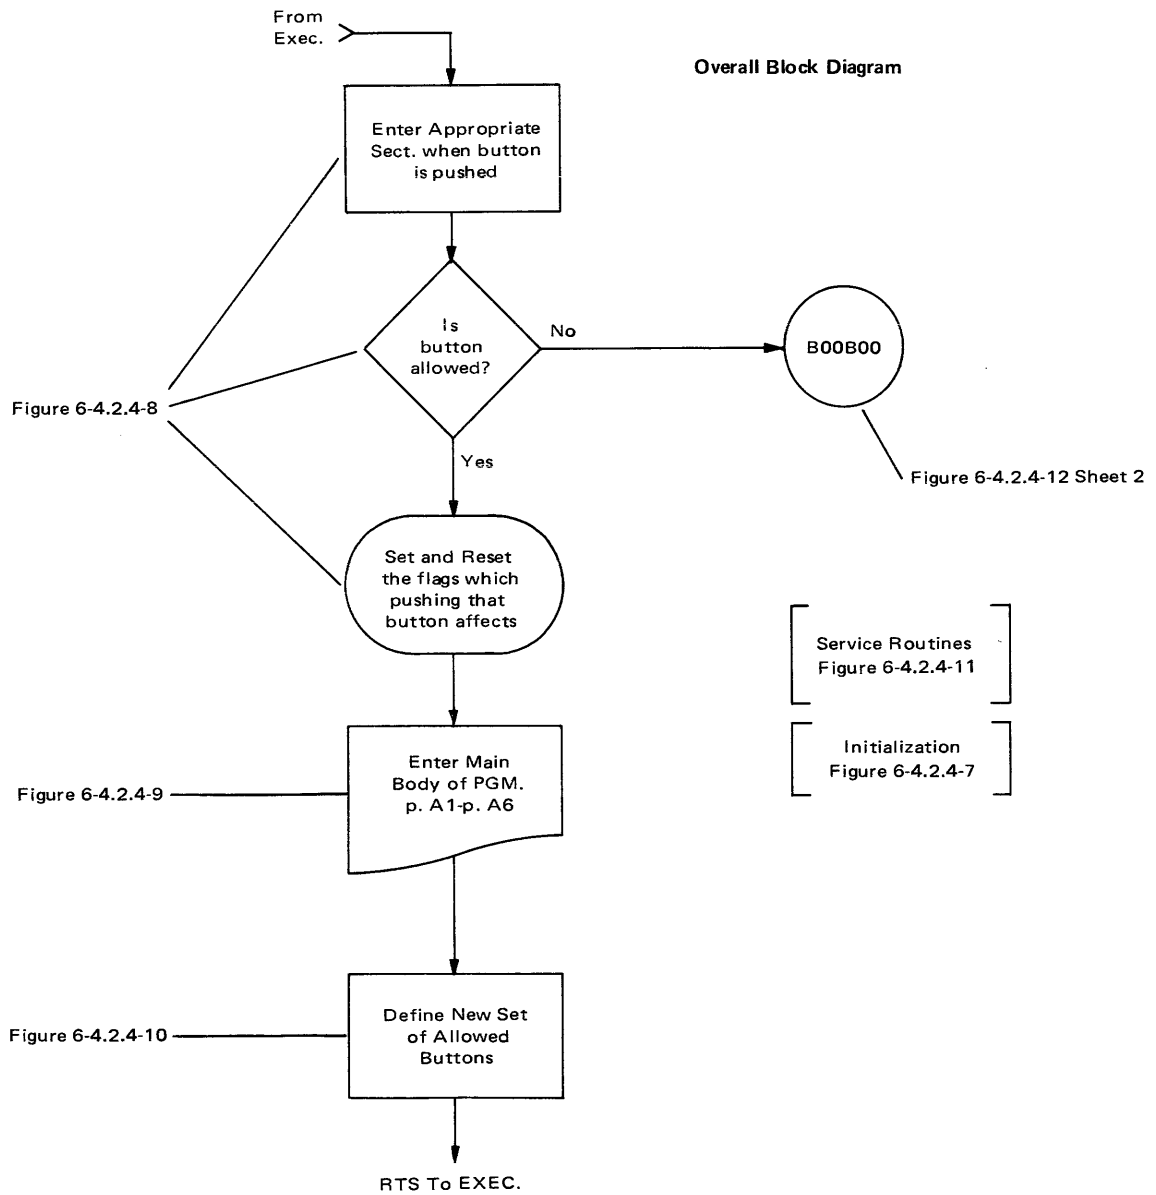 From
Exec.
Overall Block Diagram
Enter Appropriate
Sect. when button
is pushed
Is
button
allowed?
No
B00B00
Figure 6-4.2.4-8
Yes
Figure 6-4.2.4-12 Sheet 2
Set and Reset
the flags which
pushing that
button affects
Service Routines
Figure 6-4.2.4-11
Initialization
Figure 6-4.2.4-7
Enter Main
Body of PGM.
p. A1-p. A6
Figure 6-4.2.4-9
Define New Set
of Allowed
Buttons
Figure 6-4.2.4-10
RTS To EXEC.